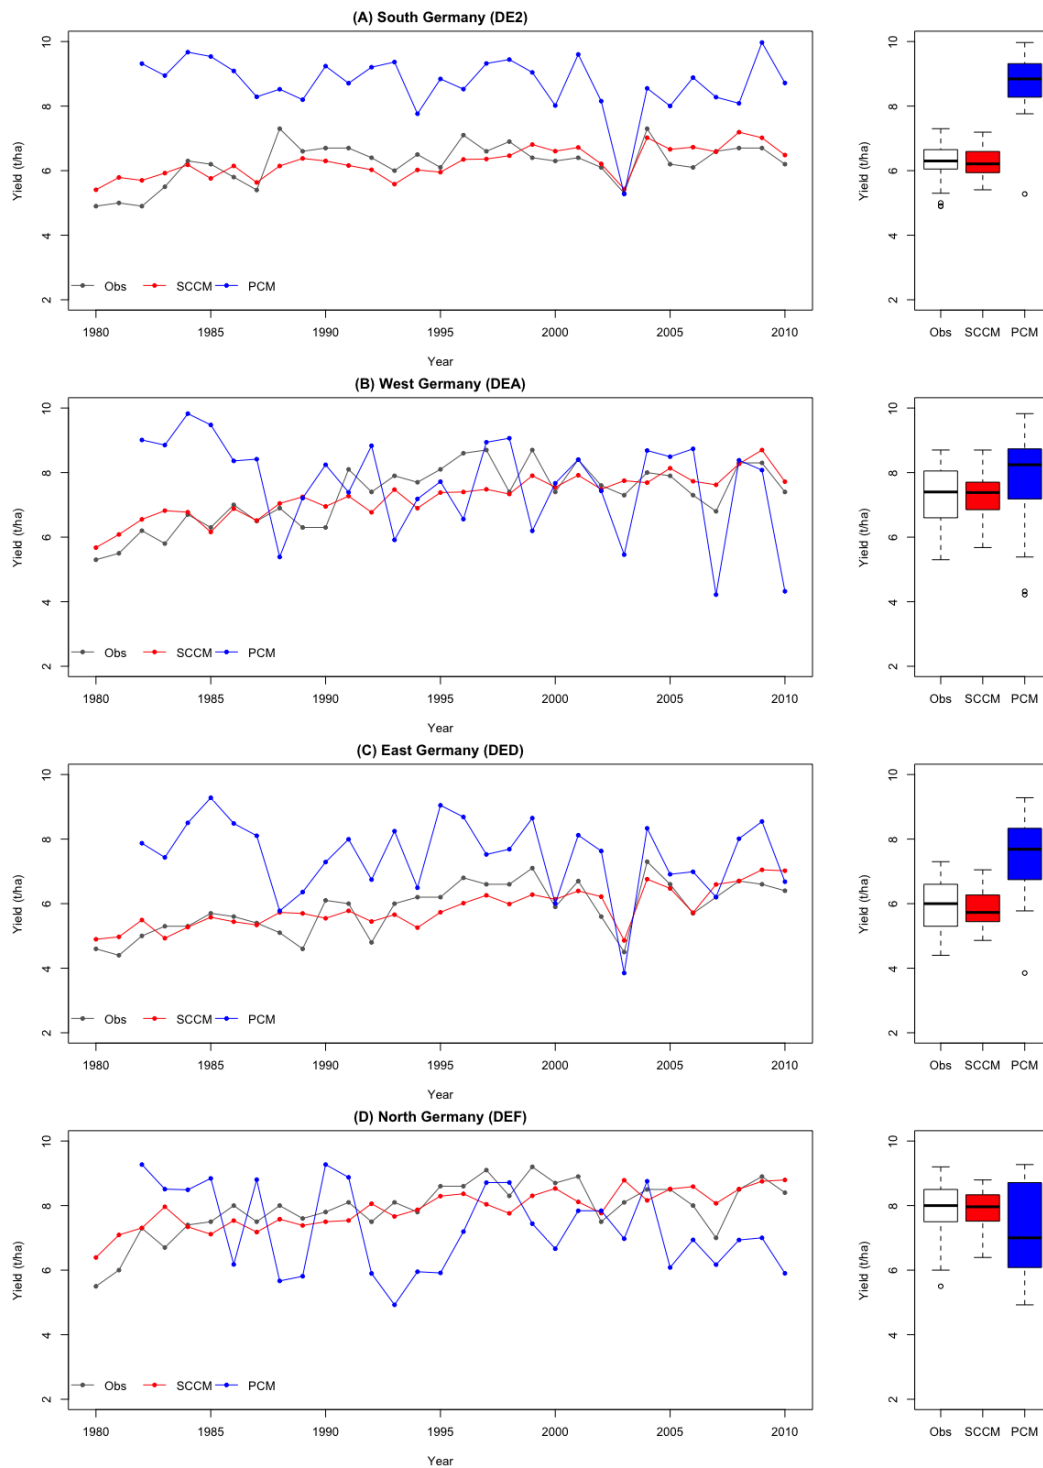 (A) South Germany (DE2)
Yield (t/ha)
10
8
6
4
2
Obs SCCM PCM
1980 1985 1990 1995 2000 2005 2010
Year
Yield (t/ha)
10
8
6
4
2
Obs SCCM PCM
(B) West Germany (DEA)
Yield (t/ha)
10
8
6
4
2
Obs SCCM PCM
1980 1985 1990 1995 2000 2005 2010
Year
Yield (t/ha)
10
8
6
4
2
Obs SCCM PCM
(C) East Germany (DED)
Yield (t/ha)
10
8
6
4
2
Obs SCCM PCM
1980 1985 1990 1995 2000 2005 2010
Year
Yield (t/ha)
10
8
6
4
2
Obs SCCM PCM
(D) North Germany (DEF)
Yield (t/ha)
10
8
6
4
2
Obs SCCM PCM
1980 1985 1990 1995 2000 2005 2010
Year
Yield (t/ha)
10
8
6
4
2
Obs SCCM PCM